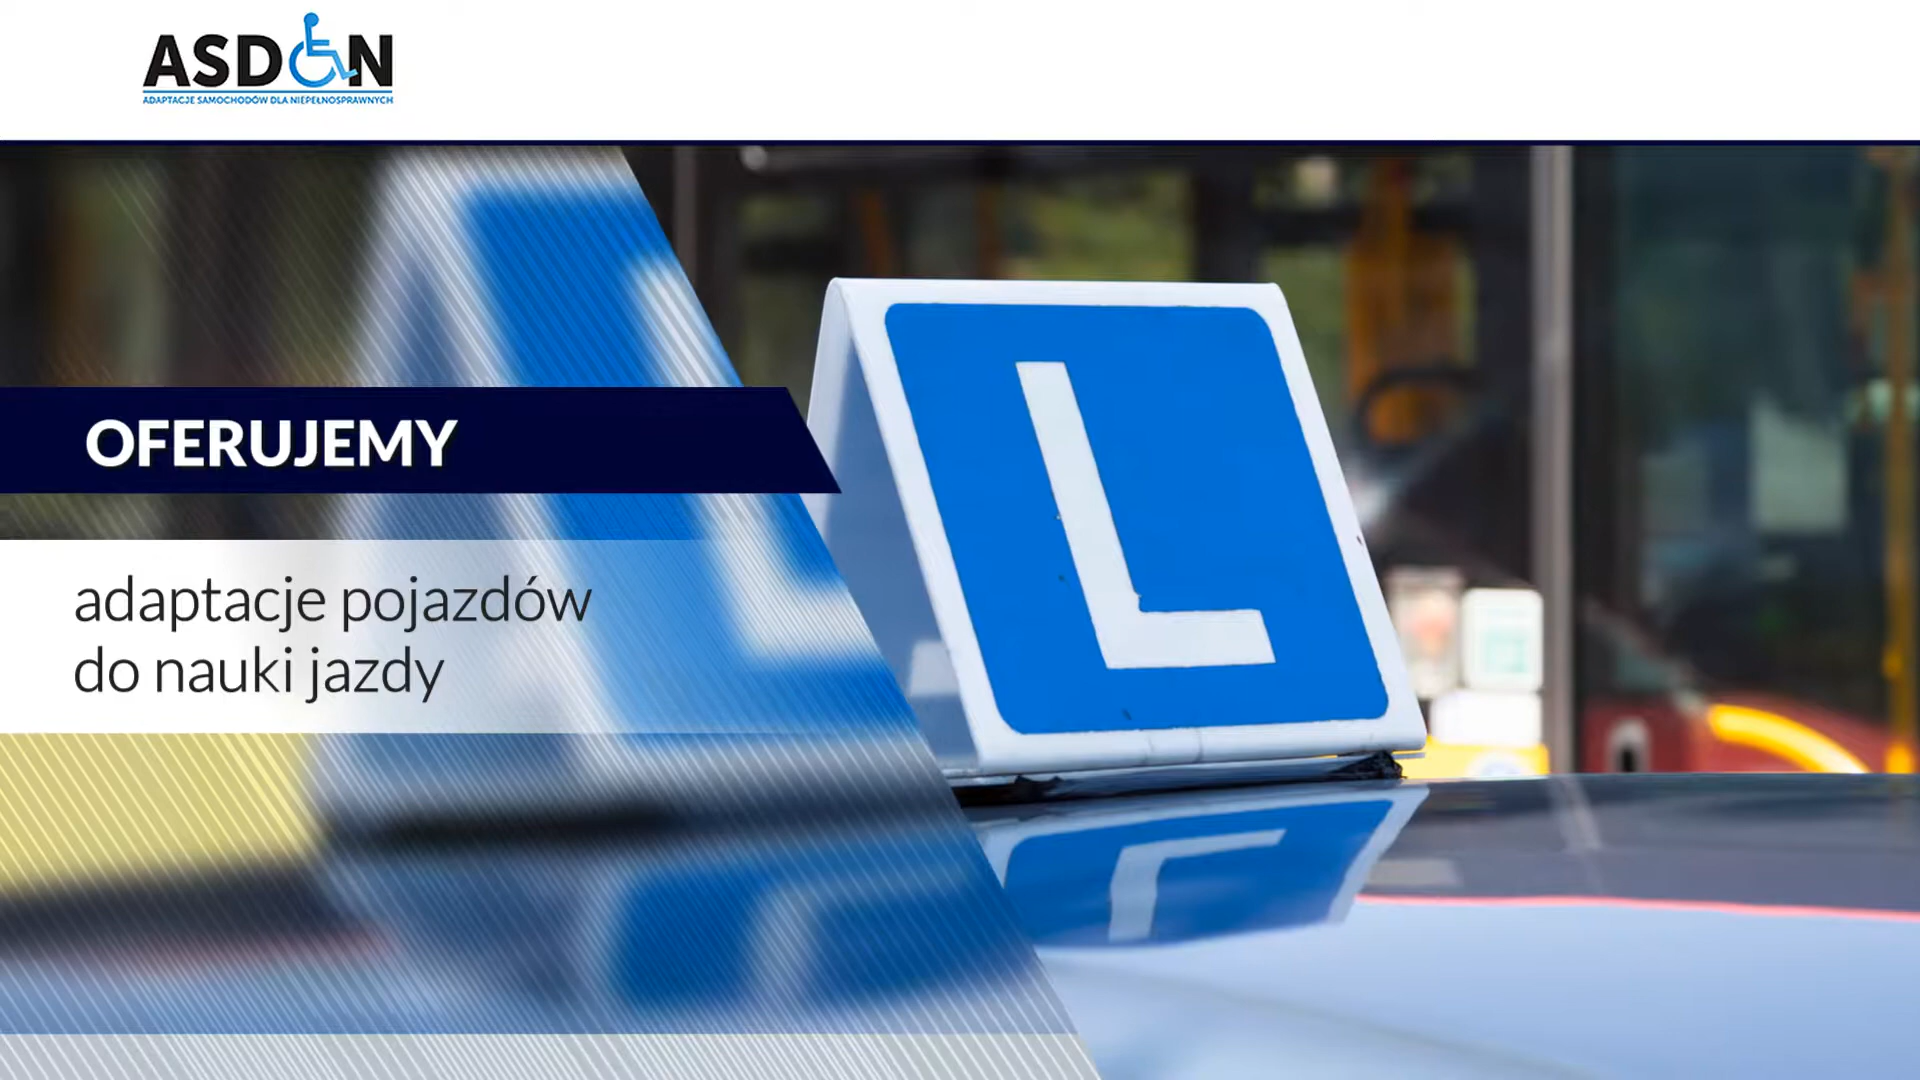 ASDON
ADAPTACJE SAMOCHODÓW DLA NIEPEŁNOSPRAWNYCH
OFERUJEMY
adaptacje pojazdów
do nauki jazdy
L